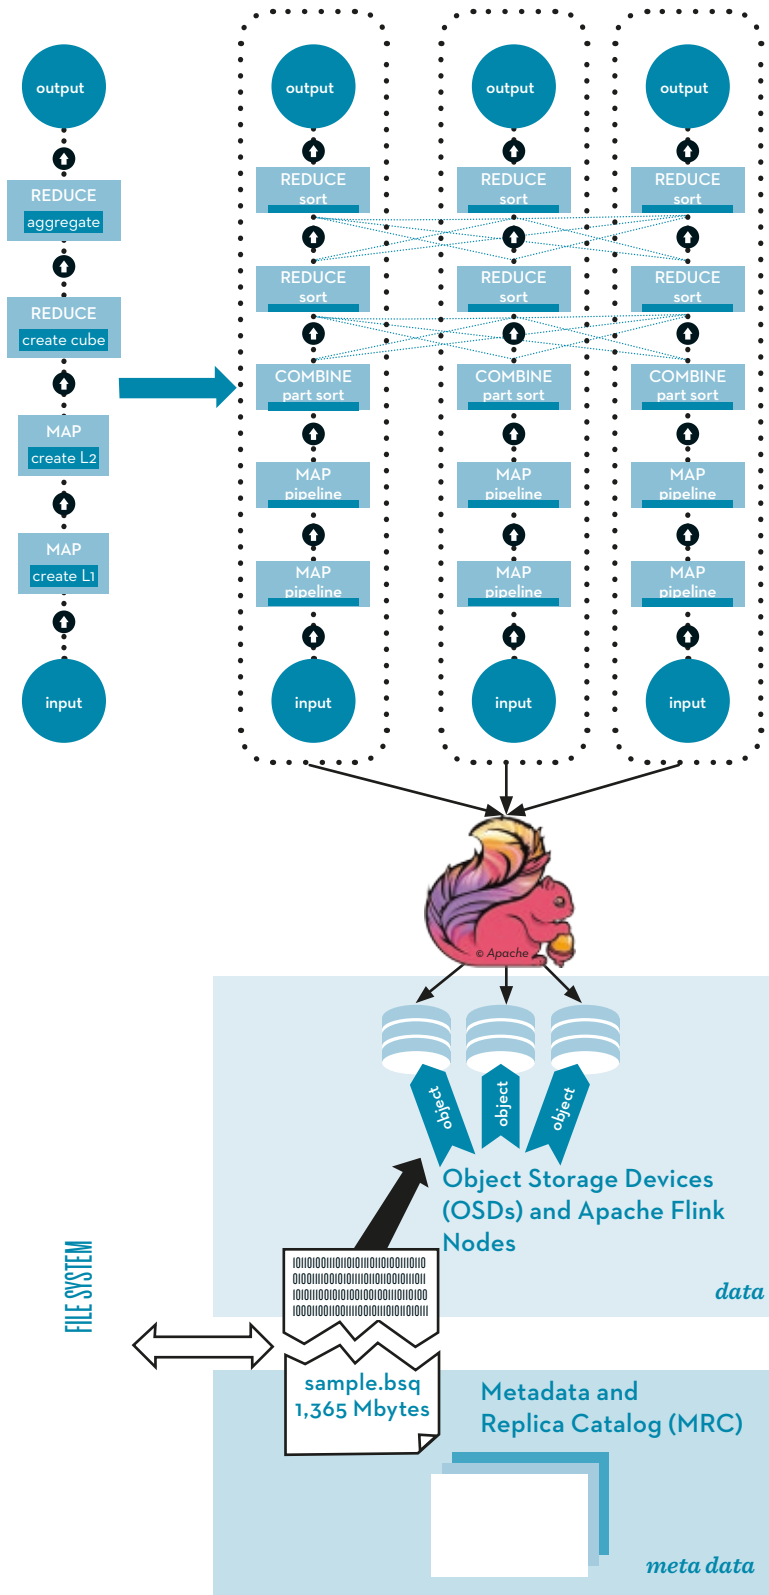 output
REDUCE
aggregate
REDUCE
create cube
MAP
create L2
MAP
create L1
input
output
REDUCE
sort
REDUCE
sort
COMBINE
part sort
MAP
pipeline
MAP
pipeline
input
output
REDUCE
sort
REDUCE
sort
COMBINE
part sort
MAP
pipeline
MAP
pipeline
input
output
REDUCE
sort
REDUCE
sort
COMBINE
part sort
MAP
pipeline
MAP
pipeline
input
© Apache
object
object
object
Object Storage Devices
(OSDs) and Apache Flink
Nodes
data
FILE SYSTEM
sample.bsq
1,365 Mbytes
Metadata and
Replica Catalog (MRC)
meta data